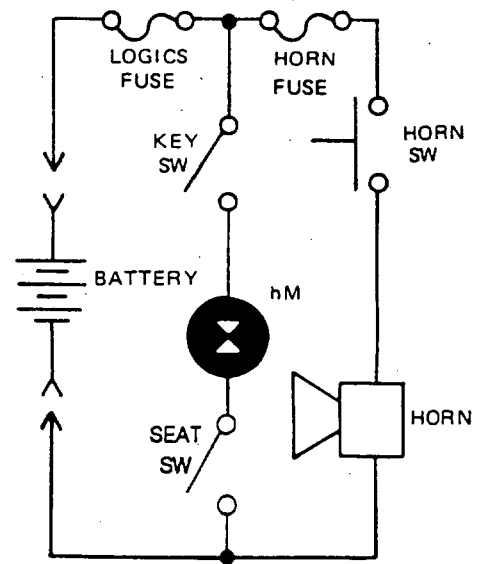 LOGICS
FUSE
HORN
FUSE
KEY
SW
HORN
SW
BATTERY
hM
SEAT
SW
HORN